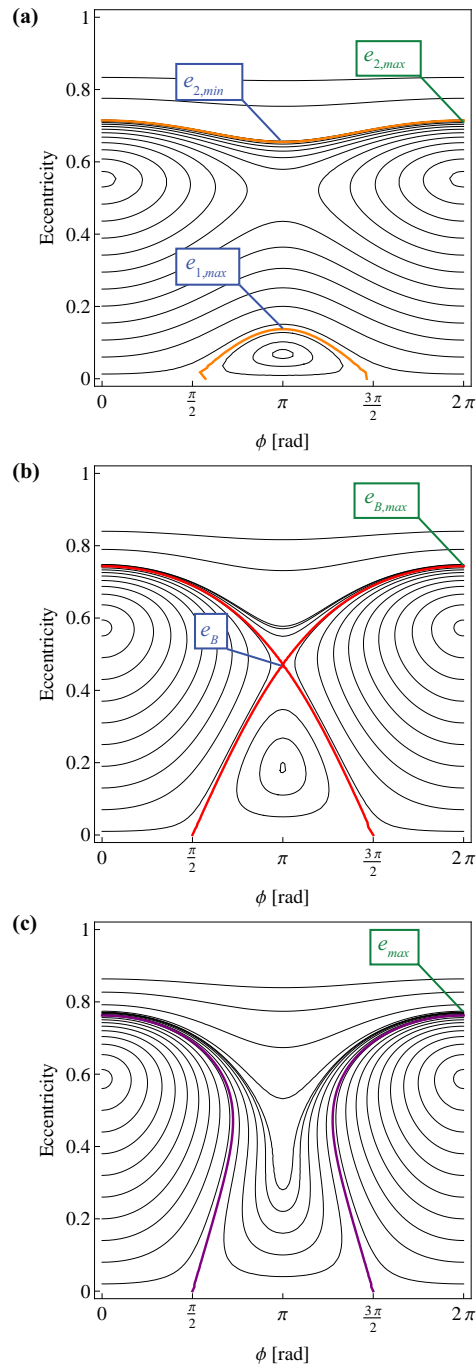 (a)
1
0.8
0.6
0.4
0.2
0
Eccentricity
e2,min
e2,max
e1,max
0 π/2 π 3π/2 2π
ϕ [rad]
(b)
1
0.8
0.6
0.4
0.2
0
Eccentricity
eB,max
eB
0 π/2 π 3π/2 2π
ϕ [rad]
(c)
1
0.8
0.6
0.4
0.2
0
Eccentricity
emax
0 π/2 π 3π/2 2π
ϕ [rad]